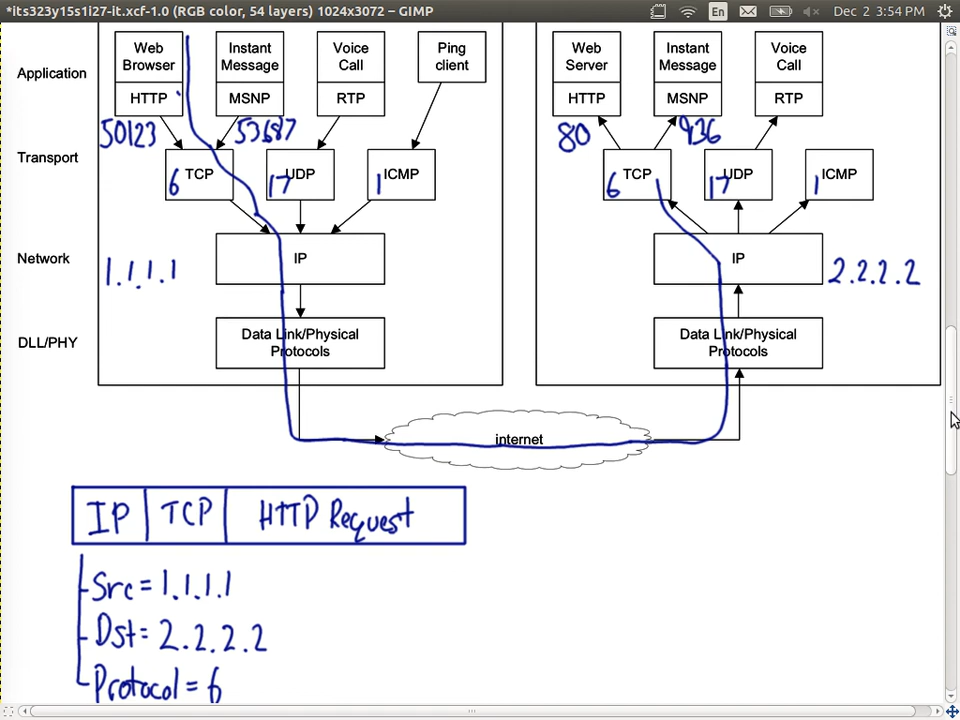 *its323y15s1i27-it.xcf-1.0 (RGB color, 54 layers) 1024x3072 – GIMP
En
Dec 2 3:54 PM
Application
Web Browser
HTTP
Instant Message
MSNP
Voice Call
RTP
Ping client
Web Server
HTTP
Instant Message
MSNP
Voice Call
RTP
50123
53687
80
936
Transport
6 TCP
17 UDP
1 ICMP
6 TCP
17 UDP
1 ICMP
Network
1.1.1.1
IP
IP
2.2.2.2
DLL/PHY
Data Link/Physical
Protocols
Data Link/Physical
Protocols
internet
IP
TCP
HTTP Request
Src = 1.1.1.1
Dst = 2.2.2.2
Protocol = 6